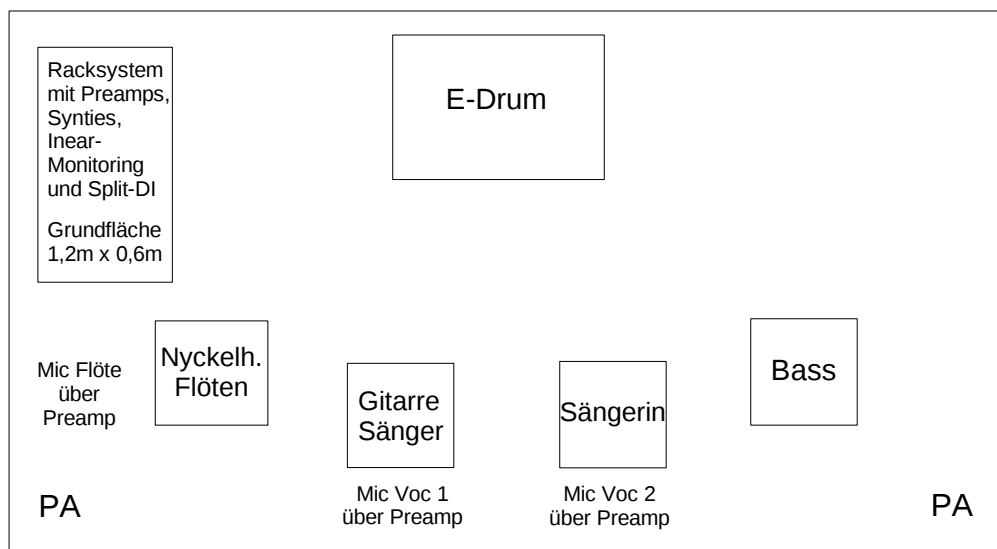 Racksystem
mit Preamps,
Synties,
Inear-
Monitoring
und Split-DI
Grundfläche
1,2m x 0,6m
E-Drum
Mic Flöte
über
Preamp
Nyckelh.
Flöten
Gitarre
Sänger
Sängerin
Bass
Mic Voc 1
über Preamp
Mic Voc 2
über Preamp
PA
PA